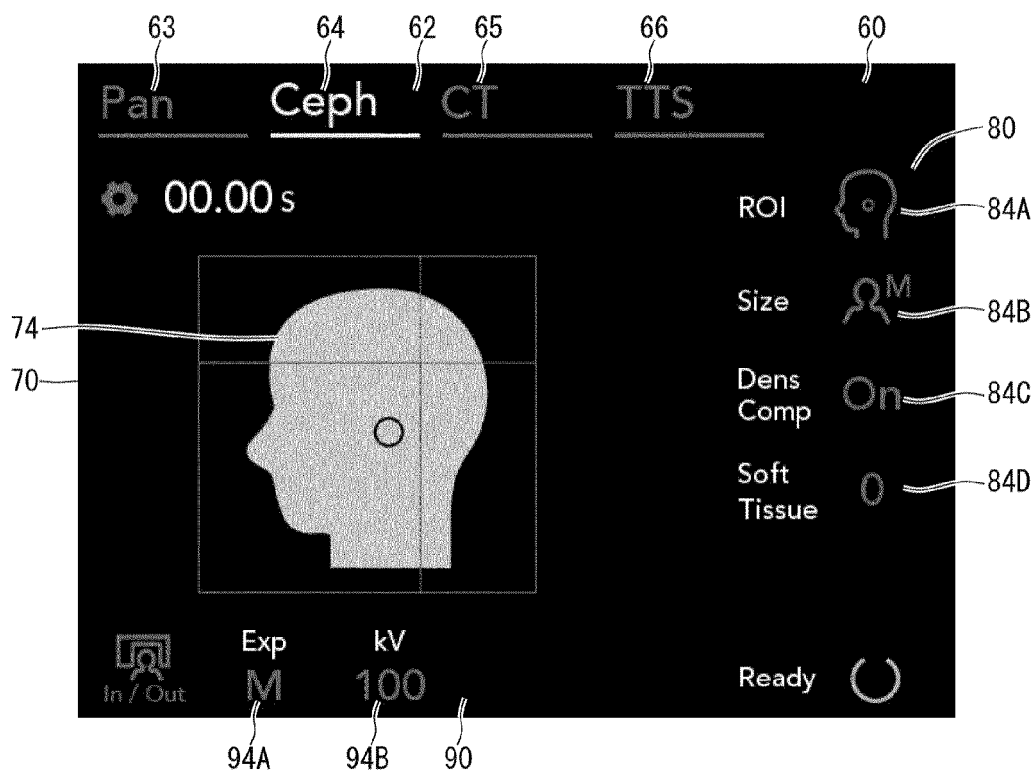 63 64 62 65 66 60
Pan Ceph CT TTS
80
00.00 s
ROI
84A
Size M
84B
74
70
Dens
Comp On
84C
Soft
Tissue 0
84D
Exp kV
In / Out M 100
Ready
94A 94B 90